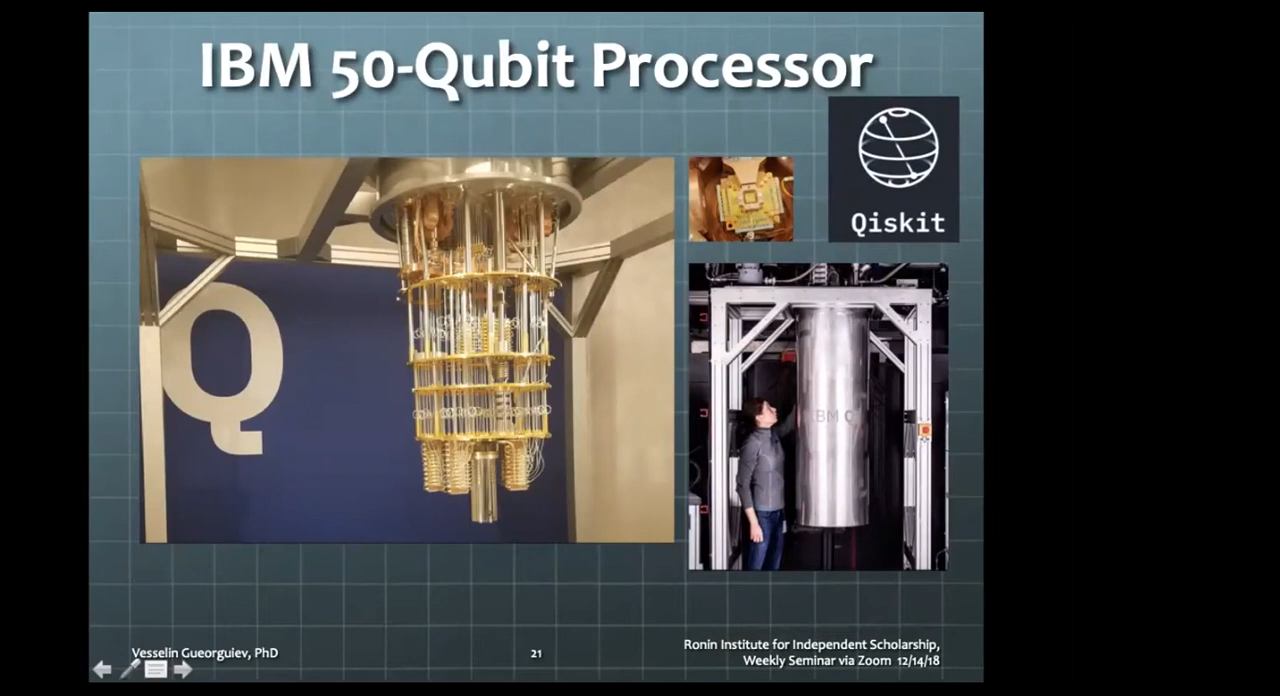 IBM 50-Qubit Processor
Qiskit
Q
IBM Q
Vesselin Gueorguiev, PhD
21
Ronin Institute for Independent Scholarship,
Weekly Seminar via Zoom 12/14/18